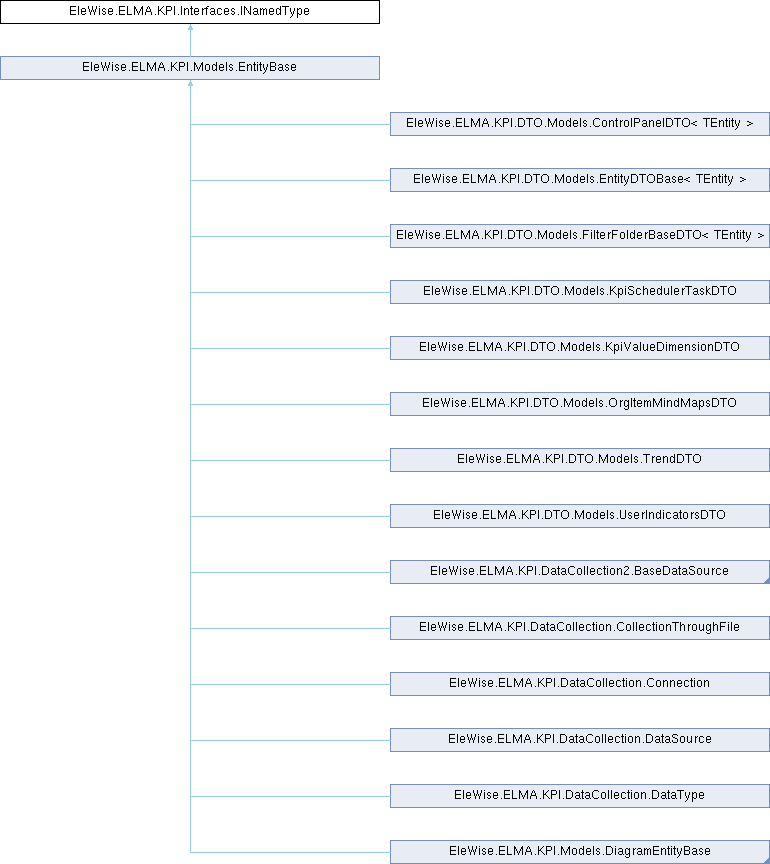 EleWise.ELMA.KPI.Interfaces.INamedType
EleWise.ELMA.KPI.Models.EntityBase
EleWise.ELMA.KPI.DTO.Models.ControlPanelDTO< TEntity >
EleWise.ELMA.KPI.DTO.Models.EntityDTOBase< TEntity >
EleWise.ELMA.KPI.DTO.Models.FilterFolderBaseDTO< TEntity >
EleWise.ELMA.KPI.DTO.Models.KpiSchedulerTaskDTO
EleWise.ELMA.KPI.DTO.Models.KpiValueDimensionDTO
EleWise.ELMA.KPI.DTO.Models.OrgItemMindMapsDTO
EleWise.ELMA.KPI.DTO.Models.TrendDTO
EleWise.ELMA.KPI.DTO.Models.UserIndicatorsDTO
EleWise.ELMA.KPI.DataCollection2.BaseDataSource
EleWise.ELMA.KPI.DataCollection.CollectionThroughFile
EleWise.ELMA.KPI.DataCollection.Connection
EleWise.ELMA.KPI.DataCollection.DataSource
EleWise.ELMA.KPI.DataCollection.DataType
EleWise.ELMA.KPI.Models.DiagramEntityBase